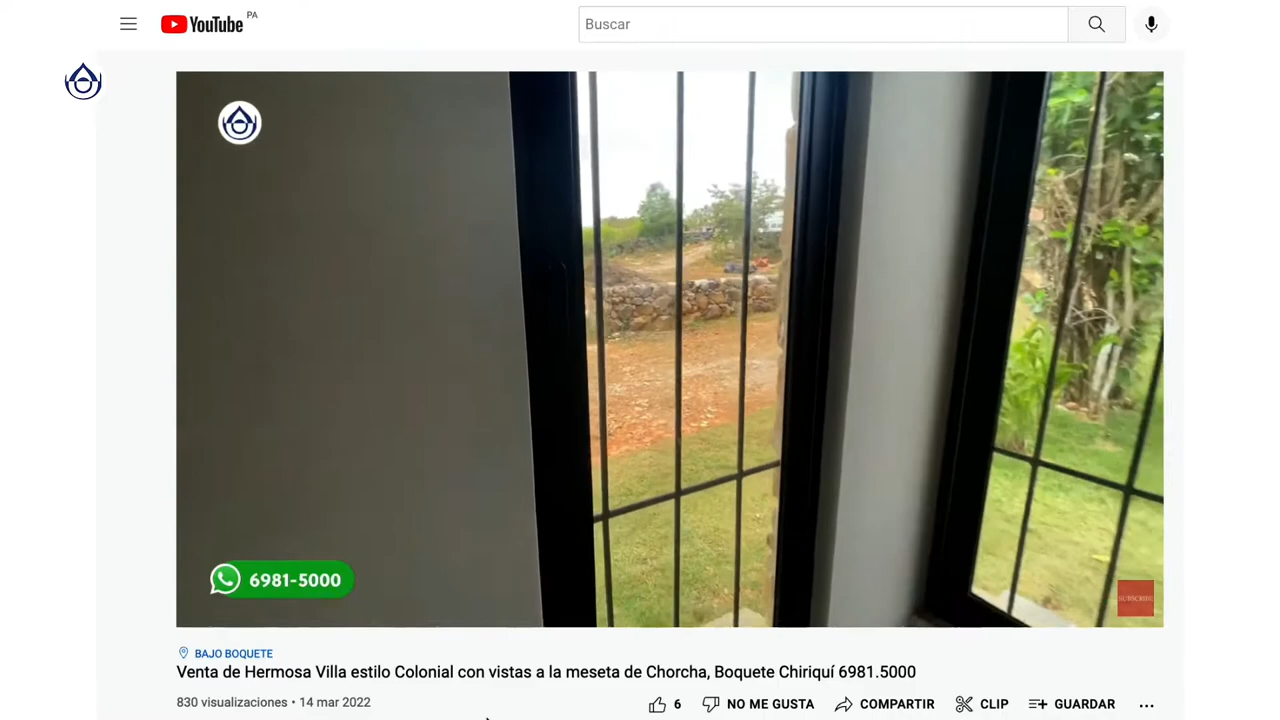 YouTube PA
Buscar
6981-5000
SUBSCRIBE
BAJO BOQUETE
Venta de Hermosa Villa estilo Colonial con vistas a la meseta de Chorcha, Boquete Chiriquí 6981.5000
830 visualizaciones • 14 mar 2022
6 NO ME GUSTA COMPARTIR CLIP GUARDAR